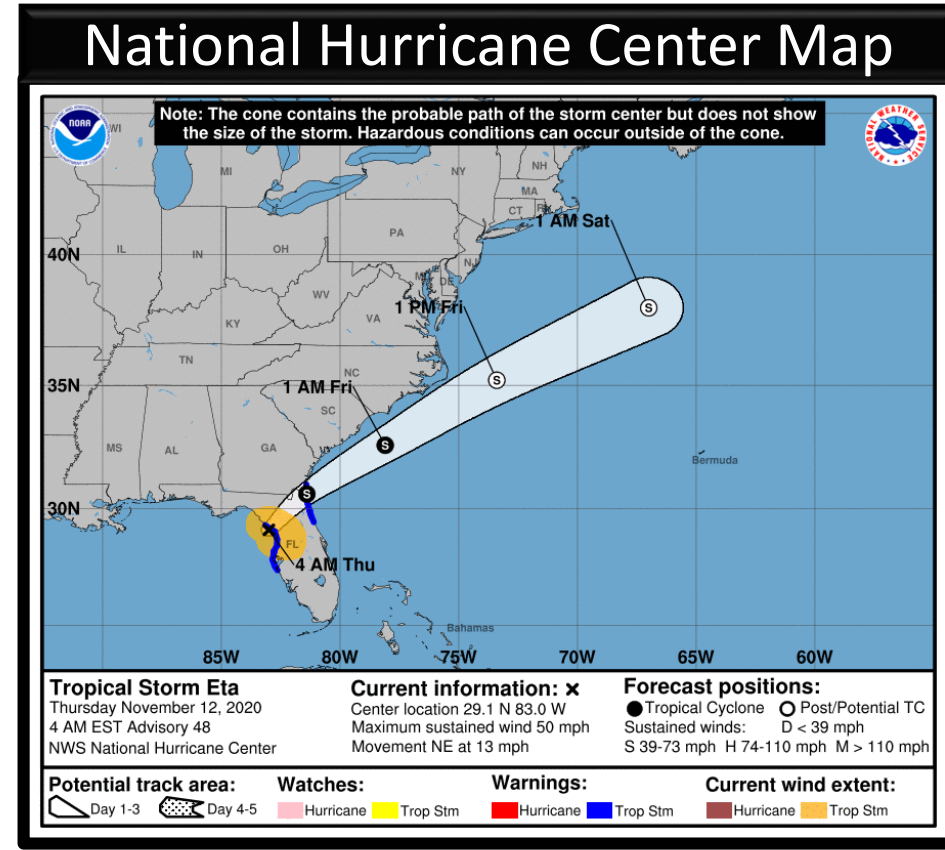 National Hurricane Center Map
Note: The cone contains the probable path of the storm center but does not show
the size of the storm. Hazardous conditions can occur outside of the cone.
NOAA
NATIONAL WEATHER SERVICE
WI
MI
NY
NH
MA
CT
1 AM Sat
PA
40N
IL
IN
OH
NJ
DE
WV
1 PM Fri
KY
VA
TN
NC
35N
1 AM Fri
SC
MS
AL
GA
Bermuda
30N
FL
4 AM Thu
Bahamas
85W 80W 75W 70W 65W 60W
S
S
S
S
Tropical Storm Eta
Thursday November 12, 2020
4 AM EST Advisory 48
NWS National Hurricane Center
Current information: ×
Center location 29.1 N 83.0 W
Maximum sustained wind 50 mph
Movement NE at 13 mph
Forecast positions:
Tropical Cyclone Post/Potential TC
Sustained winds: D < 39 mph
S 39-73 mph H 74-110 mph M > 110 mph
Potential track area:
Day 1-3 Day 4-5
Watches:
Hurricane Trop Stm
Warnings:
Hurricane Trop Stm
Current wind extent:
Hurricane Trop Stm